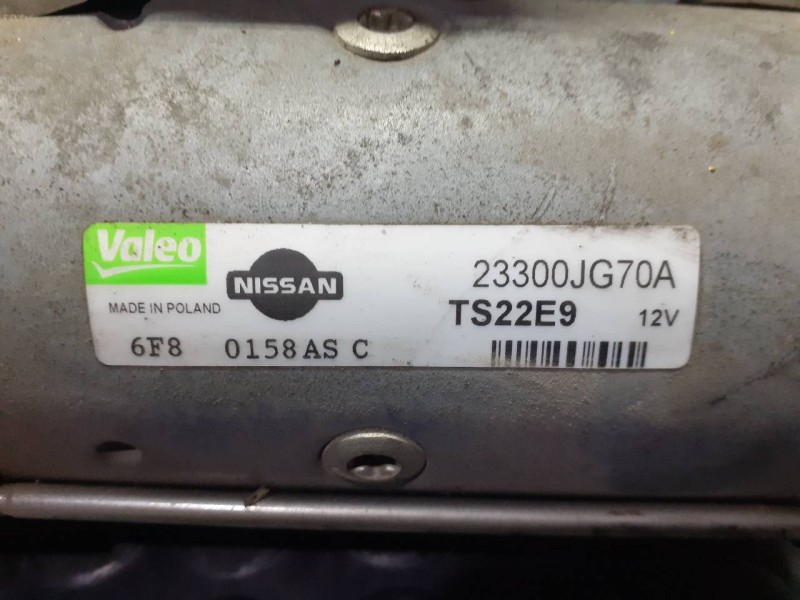 Valeo
NISSAN
23300JG70A
MADE IN POLAND
TS22E9 12V
6F8 0158AS C